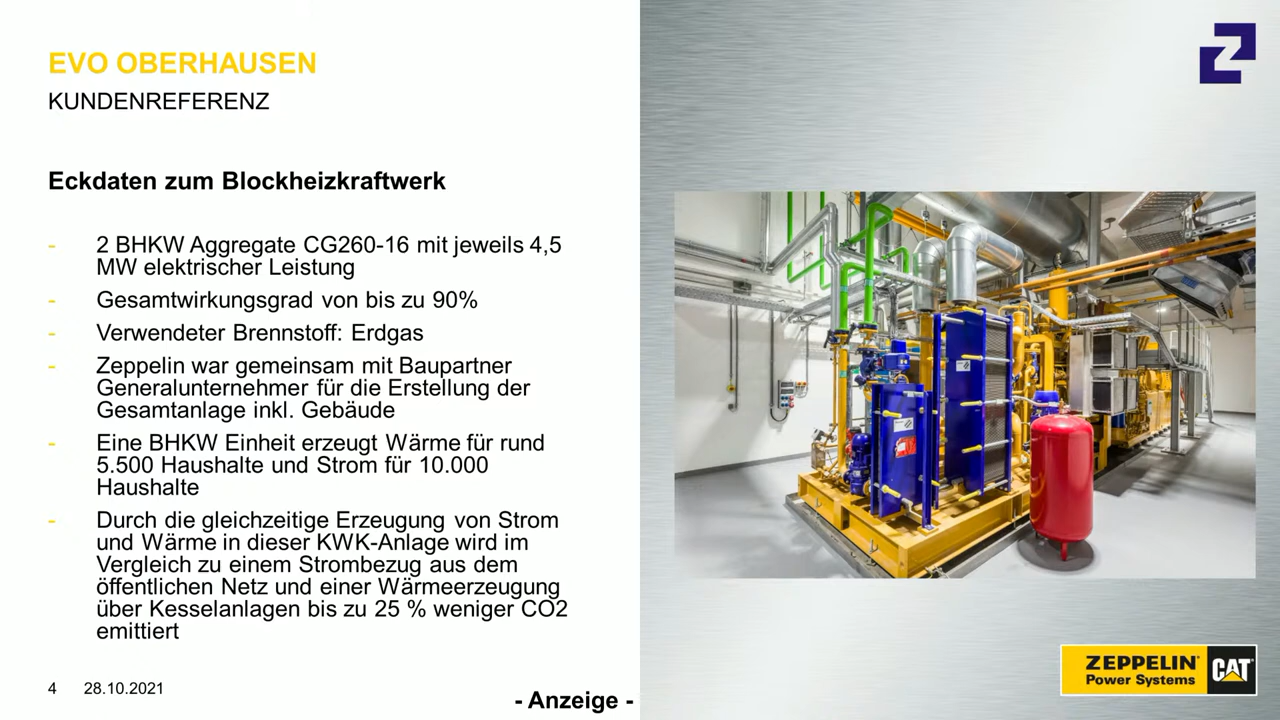 EVO OBERHAUSEN
KUNDENREFERENZ
Eckdaten zum Blockheizkraftwerk
- 2 BHKW Aggregate CG260-16 mit jeweils 4,5
MW elektrischer Leistung
- Gesamtwirkungsgrad von bis zu 90%
- Verwendeter Brennstoff: Erdgas
- Zeppelin war gemeinsam mit Baupartner
Generalunternehmer für die Erstellung der
Gesamtanlage inkl. Gebäude
- Eine BHKW Einheit erzeugt Wärme für rund
5.500 Haushalte und Strom für 10.000
Haushalte
- Durch die gleichzeitige Erzeugung von Strom
und Wärme in dieser KWK-Anlage wird im
Vergleich zu einem Strombezug aus dem
öffentlichen Netz und einer Wärmeerzeugung
über Kesselanlagen bis zu 25 % weniger CO2
emittiert
4 28.10.2021
- Anzeige -
Z
ZEPPELIN®
Power Systems
CAT